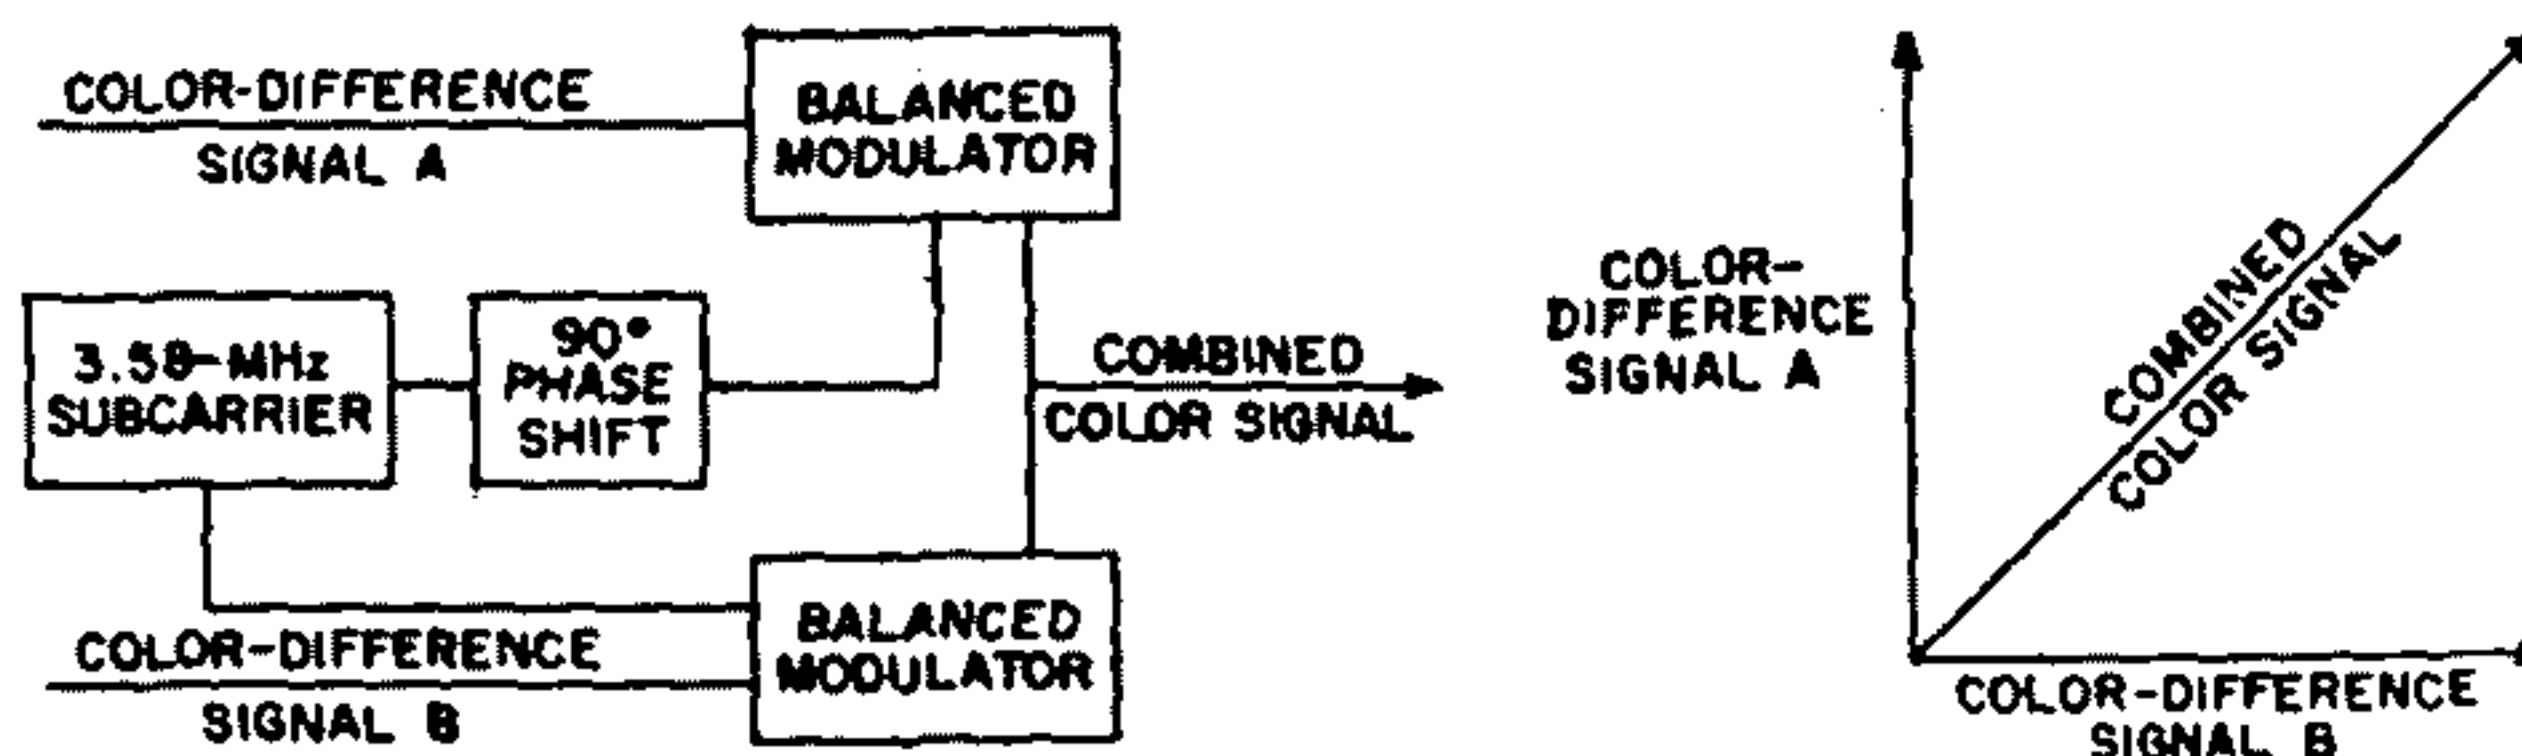 COLOR-DIFFERENCE
SIGNAL A
BALANCED
MODULATOR
3.58-MHz
SUBCARRIER
90°
PHASE
SHIFT
COMBINED
COLOR SIGNAL
COLOR-DIFFERENCE
SIGNAL B
BALANCED
MODULATOR
COLOR-
DIFFERENCE
SIGNAL A
COMBINED
COLOR SIGNAL
COLOR-DIFFERENCE
SIGNAL B